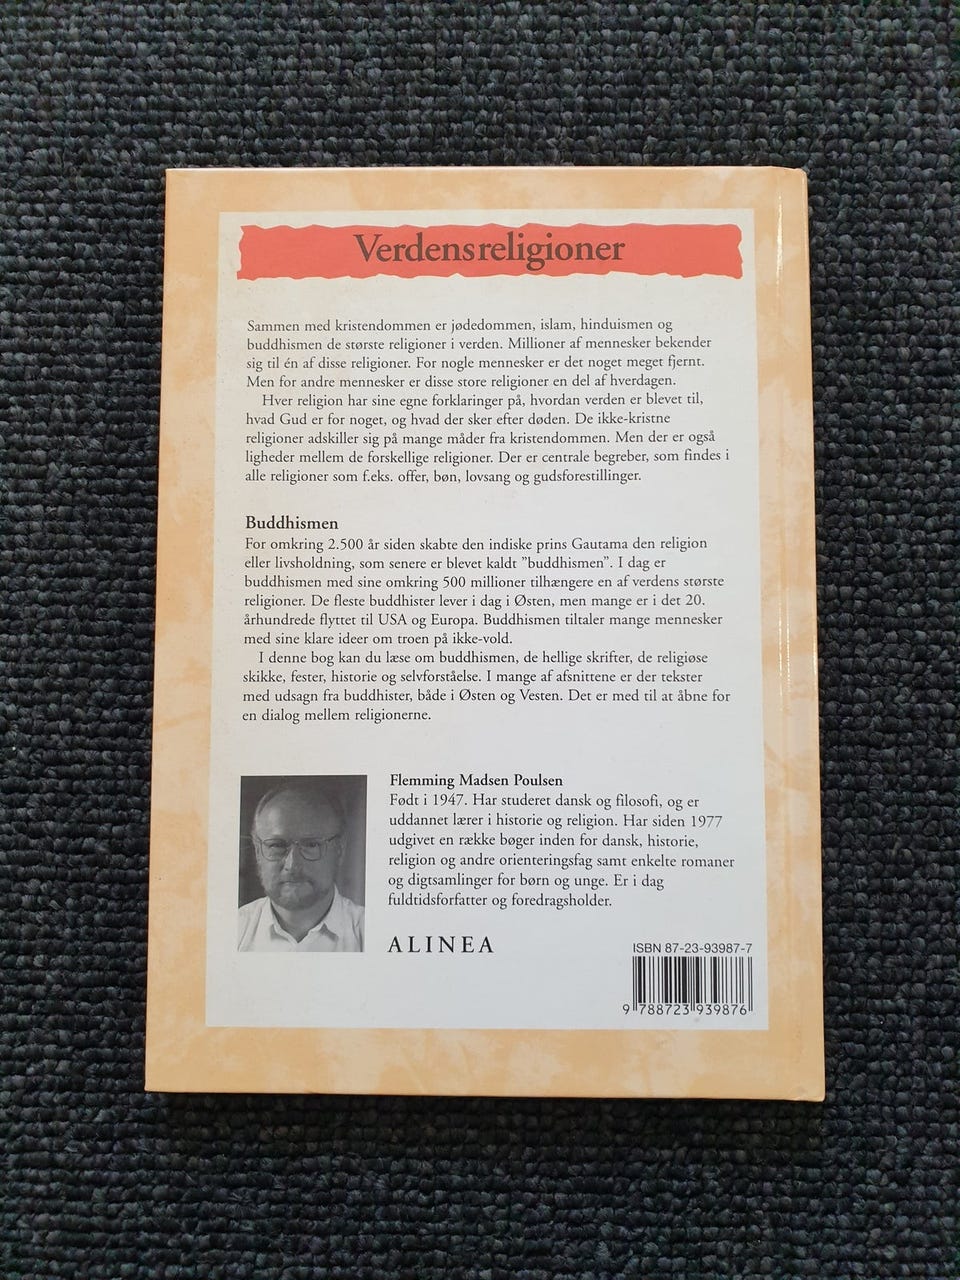 Verdensreligioner
Sammen med kristendommen er jødedommen, islam, hinduismen og
buddhismen de største religioner i verden. Millioner af mennesker bekender
sig til én af disse religioner. For nogle mennesker er det noget meget fjernt.
Men for andre mennesker er disse store religioner en del af hverdagen.
Hver religion har sine egne forklaringer på, hvordan verden er blevet til,
hvad Gud er for noget, og hvad der sker efter døden. De ikke-kristne
religioner adskiller sig på mange måder fra kristendommen. Men der er også
ligheder mellem de forskellige religioner. Der er centrale begreber, som findes i
alle religioner som f.eks. offer, bøn, lovsang og gudsforestillinger.
Buddhismen
For omkring 2.500 år siden skabte den indiske prins Gautama den religion
eller livsholdning, som senere er blevet kaldt ”buddhismen”. I dag er
buddhismen med sine omkring 500 millioner tilhængere en af verdens største
religioner. De fleste buddhister lever i dag i Østen, men mange er i det 20.
århundrede flyttet til USA og Europa. Buddhismen tiltaler mange mennesker
med sine klare ideer om troen på ikke-vold.
I denne bog kan du læse om buddhismen, de hellige skrifter, de religiøse
skikke, fester, historie og selvforståelse. I mange af afsnittene er der tekster
med udsagn fra buddhister, både i Østen og Vesten. Det er med til at åbne for
en dialog mellem religionerne.
Flemming Madsen Poulsen
Født i 1947. Har studeret dansk og filosofi, og er
uddannet lærer i historie og religion. Har siden 1977
udgivet en række bøger inden for dansk, historie,
religion og andre orienteringsfag samt enkelte romaner
og digtsamlinger for børn og unge. Er i dag
fuldtidsforfatter og foredragsholder.
ALINEA
ISBN 87-23-93987-7
9 788723 939876